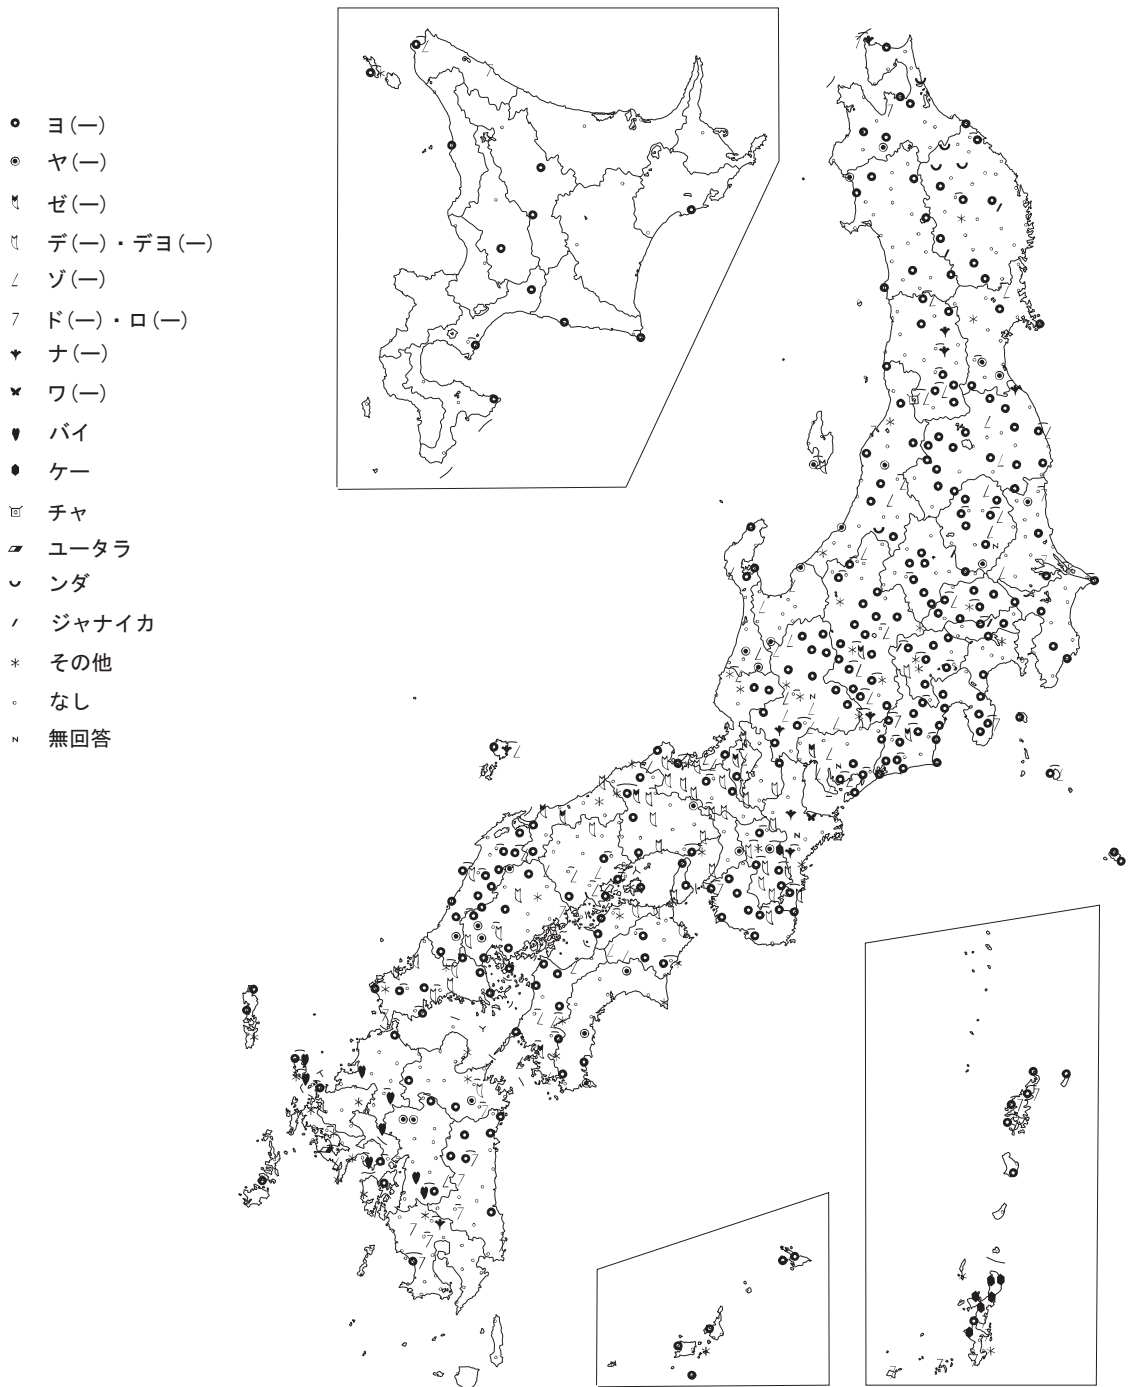 ヨ(ー)
ヤ(ー)
ゼ(ー)
デ(ー)・デヨ(ー)
ゾ(ー)
ド(ー)・ロ(ー)
ナ(ー)
ワ(ー)
バイ
ケー
チャ
ユータラ
ンダ
ジャナイカ
その他
なし
無回答